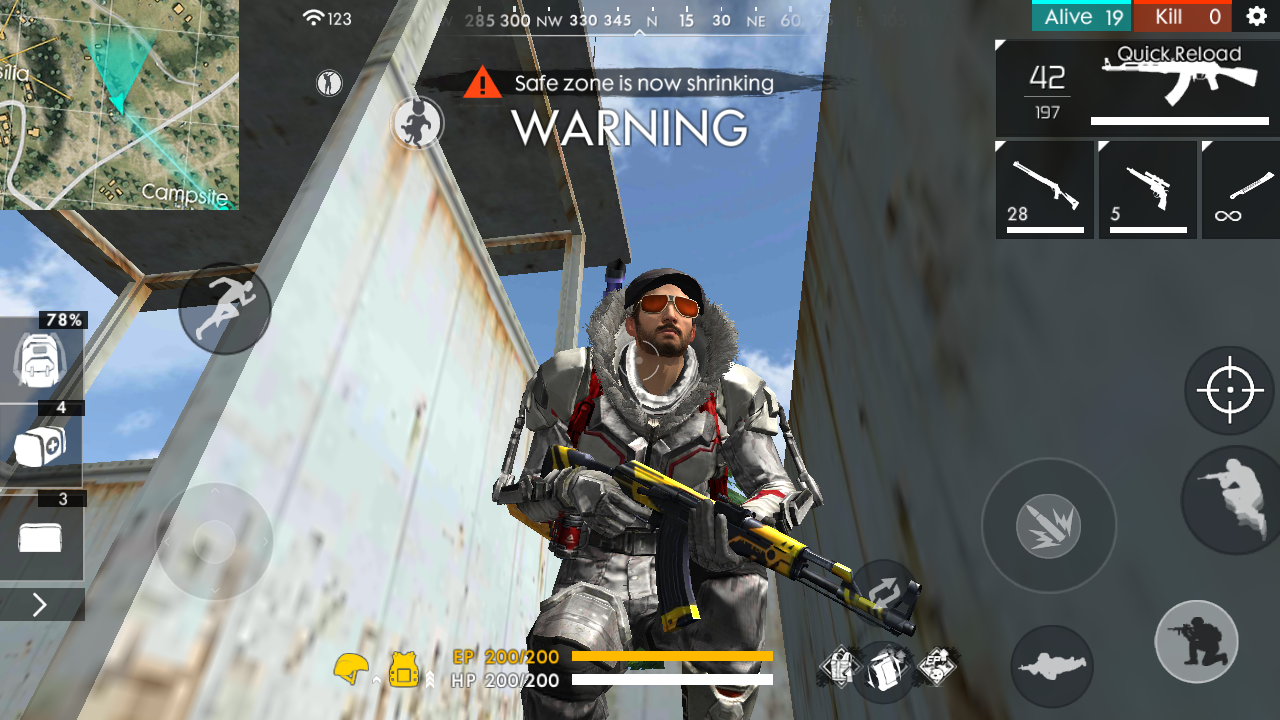 123
285 300 NW 330 345 N 15 30 NE 60
Alive 19 Kill 0
Safe zone is now shrinking
WARNING
Quick Reload
42
197
28
5
∞
Campsite
78%
4
3
EP 200/200
HP 200/200